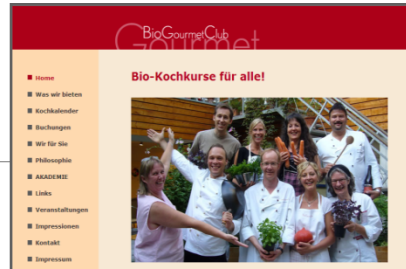 BioGourmetClub
Gourmet
Bio-Kochkurse für alle!
Home
Was wir bieten
Kochkalender
Buchungen
Wir für Sie
Philosophie
AKADEMIE
Links
Veranstaltungen
Impressionen
Kontakt
Impressum